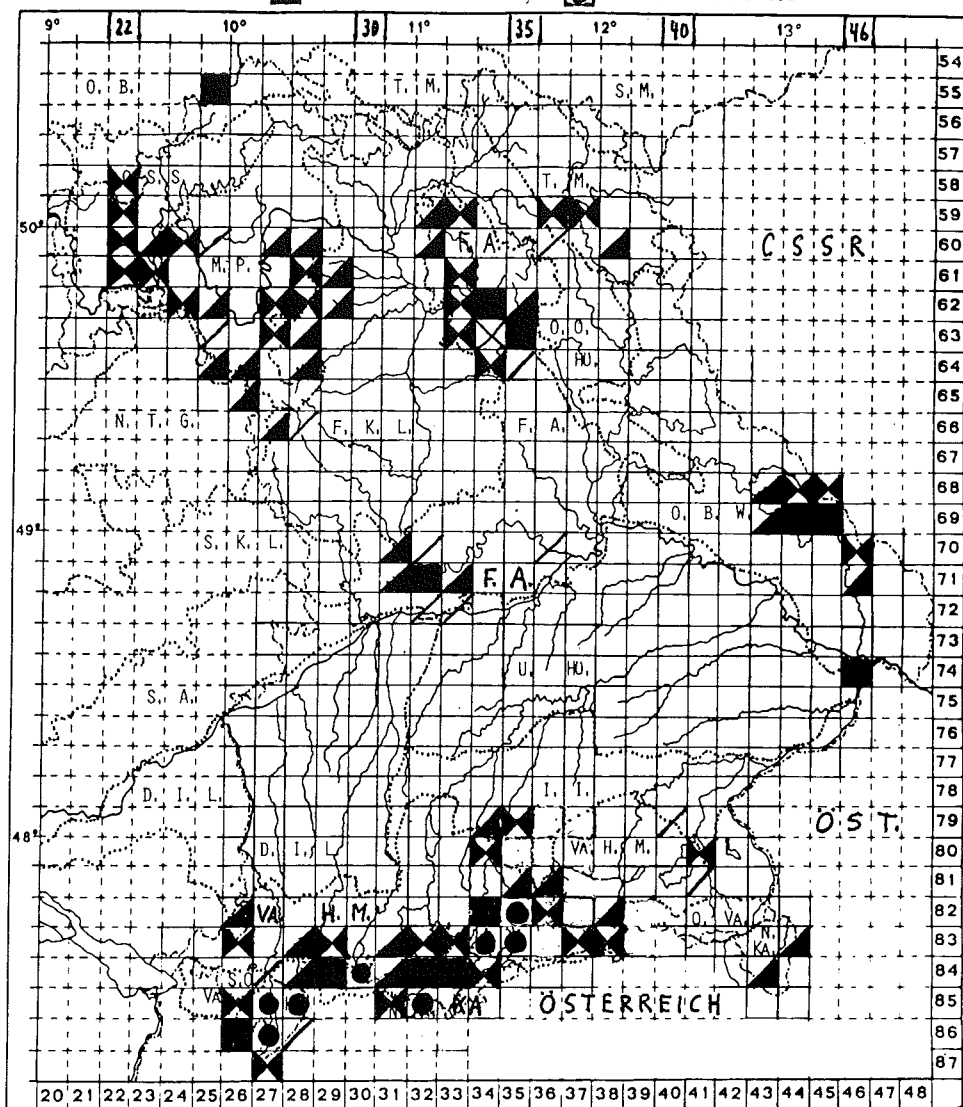 9° 22 10° 30 11° 35 12° 40 13° 46
54
O. B. T. M. S. M. 55
56
57
O. S. S. T. M. 58
59
50°
F. A. C S S R 60
M. P. 61
62
O. O. 63
HÜ. 64
65
N. T. G. F. K. L. F. A. 66
67
68
O. B. W. 69
49°
S. K. L. 70
F. A. 71
72
73
U. HÜ. 74
S. A. 75
76
77
D. I. L. I. I. 78
ÖST. 79
48°
D. I. L. VA. H. M. 80
81
VA. H. M. O. VA. 82
N. KA. 83
S.O. VA. 84
KA ÖSTERREICH 85
86
87
20 21 22 23 24 25 26 27 28 29 30 31 32 33 34 35 36 37 38 39 40 41 42 43 44 45 46 47 48